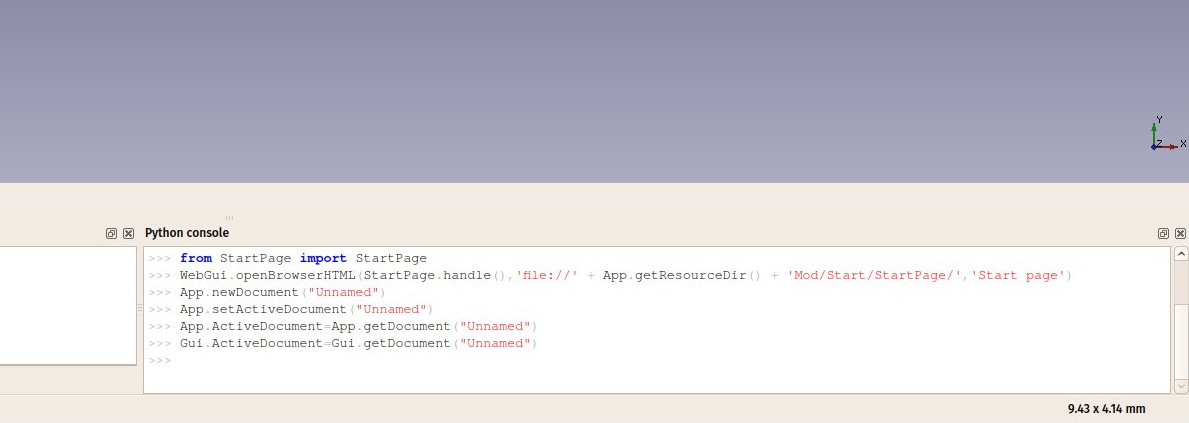 Y
Z
X
Python console
>>> from StartPage import StartPage
>>> WebGui.openBrowserHTML(StartPage.handle(),'file://' + App.getResourceDir() + 'Mod/Start/StartPage/','Start page')
>>> App.newDocument("Unnamed")
>>> App.setActiveDocument("Unnamed")
>>> App.ActiveDocument=App.getDocument("Unnamed")
>>> Gui.ActiveDocument=Gui.getDocument("Unnamed")
>>>
9.43 x 4.14 mm